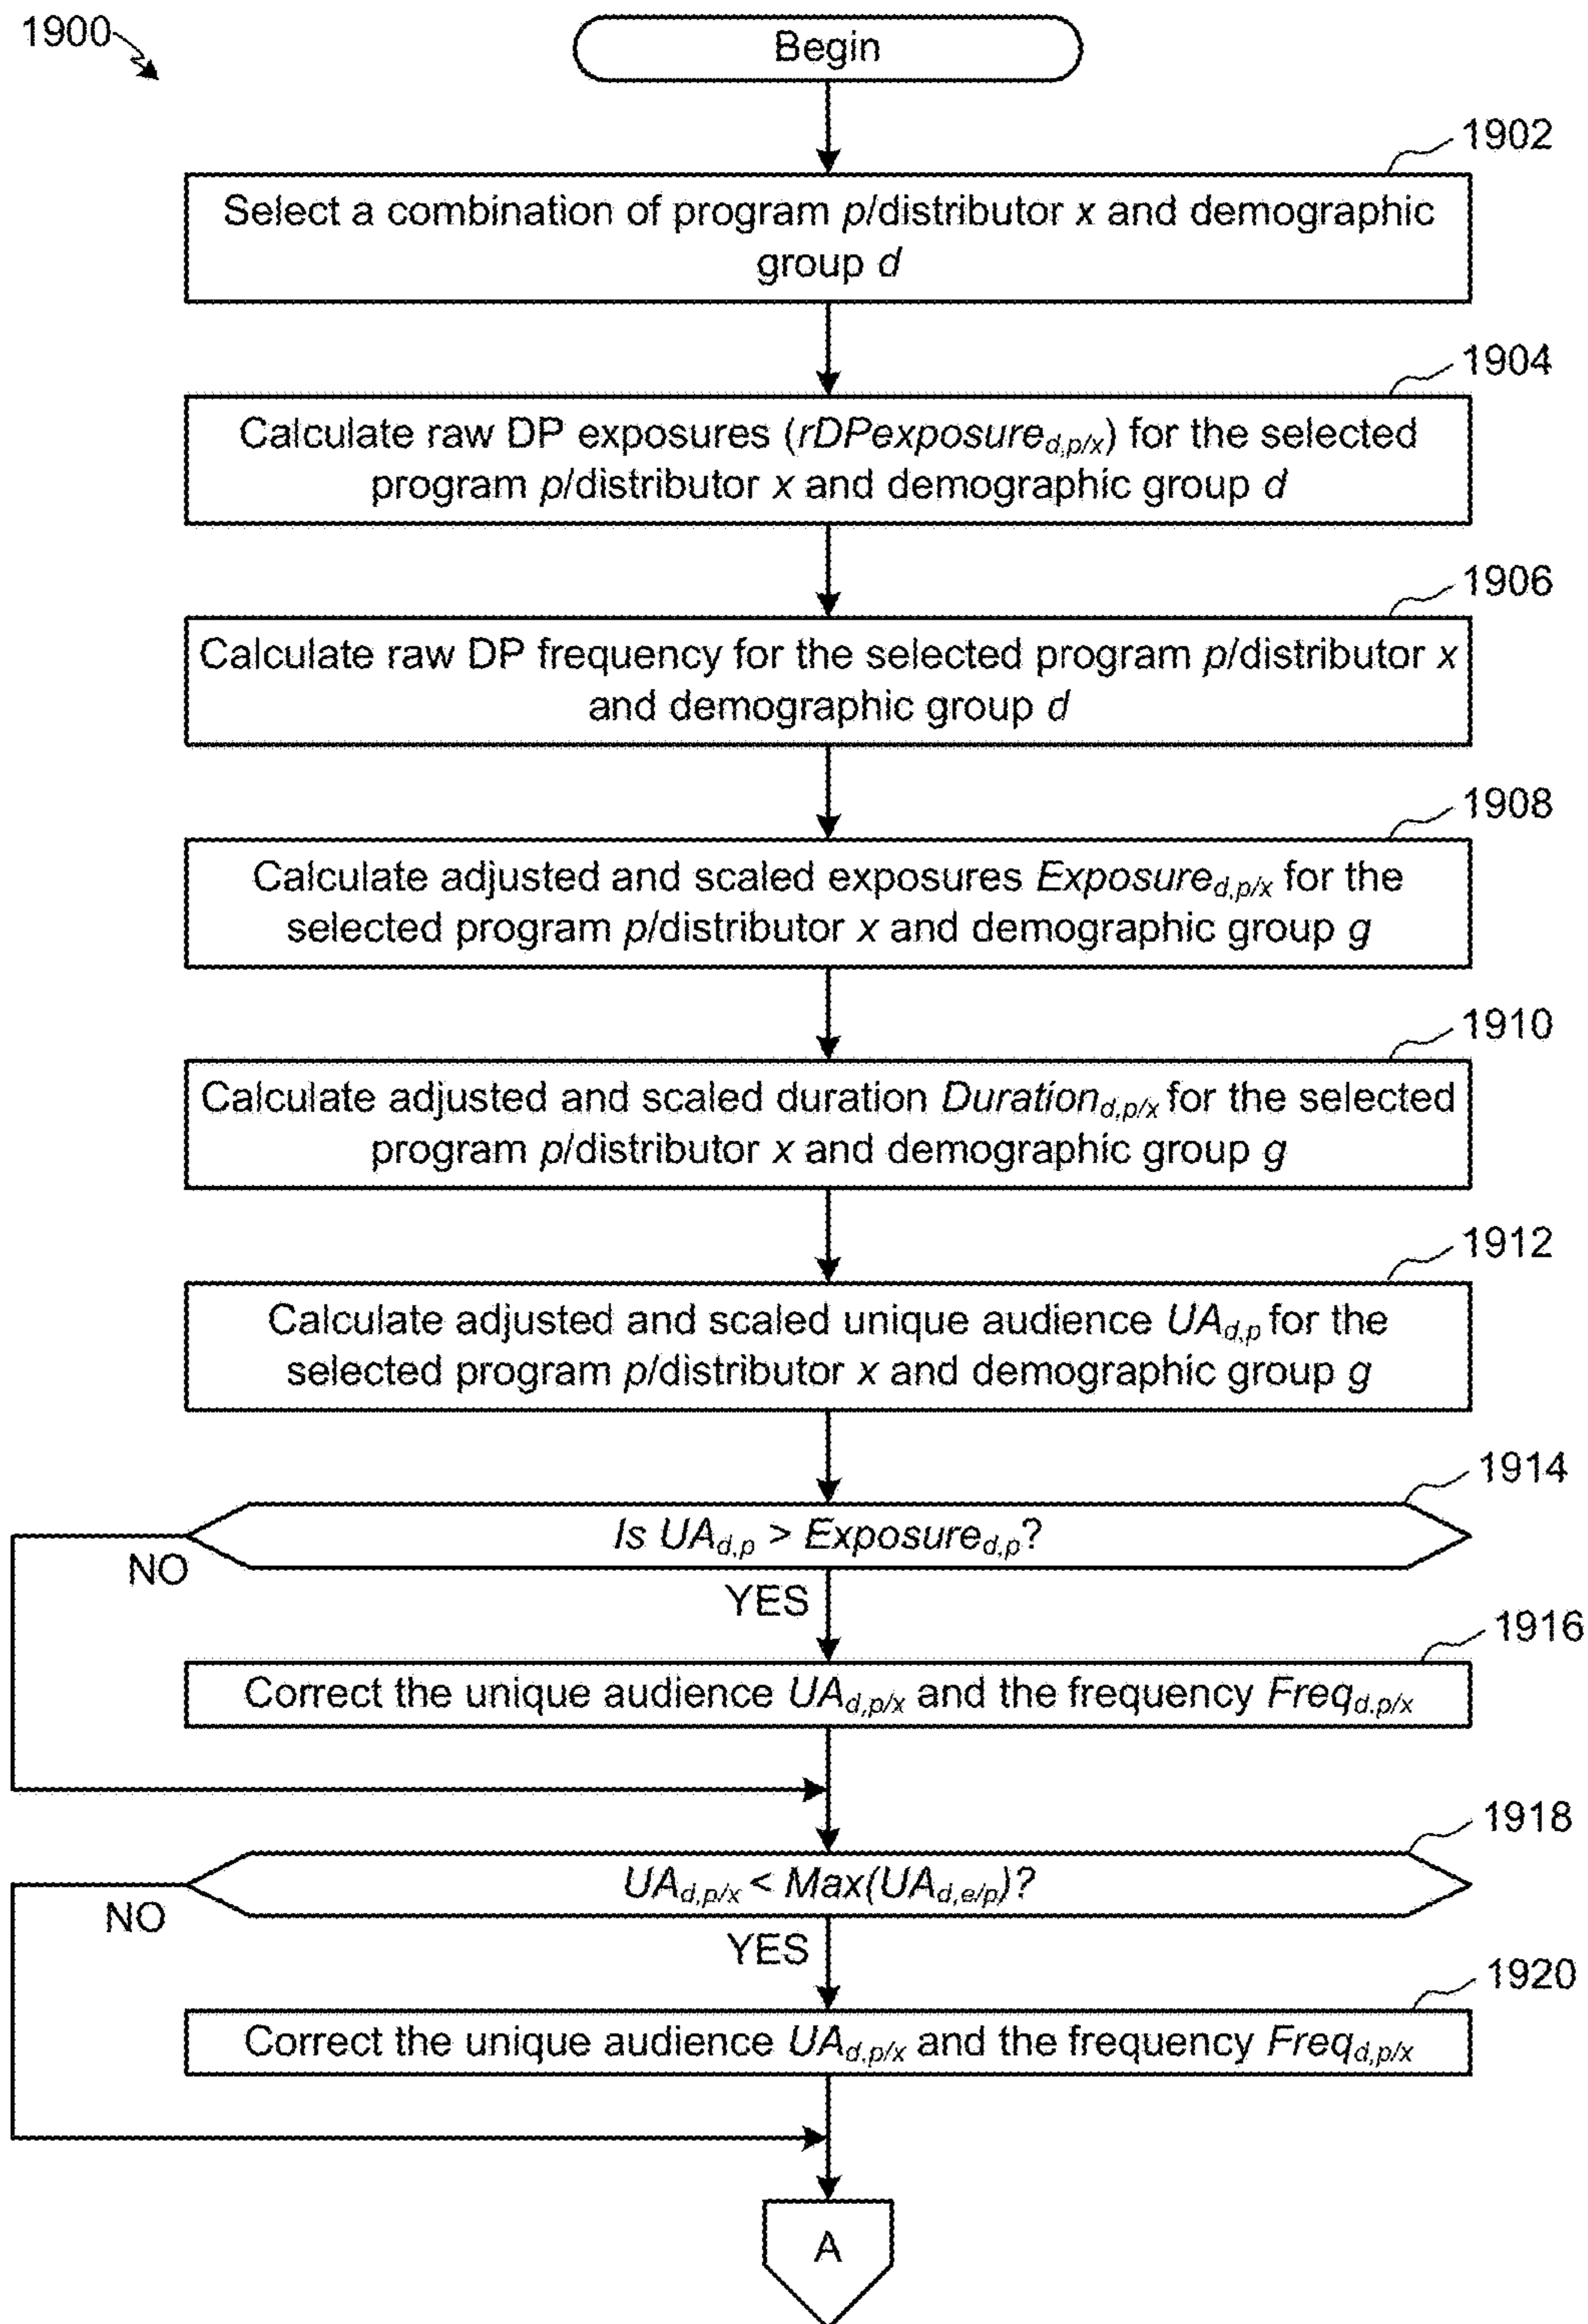 1900
Begin
1902
Select a combination of program p/distributor x and demographic
group d
1904
Calculate raw DP exposures (rDPexposured,p/x) for the selected
program p/distributor x and demographic group d
1906
Calculate raw DP frequency for the selected program p/distributor x
and demographic group d
1908
Calculate adjusted and scaled exposures Exposured,p/x for the
selected program p/distributor x and demographic group g
1910
Calculate adjusted and scaled duration Durationd,p/x for the selected
program p/distributor x and demographic group g
1912
Calculate adjusted and scaled unique audience UAd,p for the
selected program p/distributor x and demographic group g
1914
Is UAd,p > Exposured,p?
NO
YES
1916
Correct the unique audience UAd,p/x and the frequency Freqd.p/x
1918
UAd,p/x < Max(UAd,e/p)?
NO
YES
1920
Correct the unique audience UAd,p/x and the frequency Freqd,p/x
A